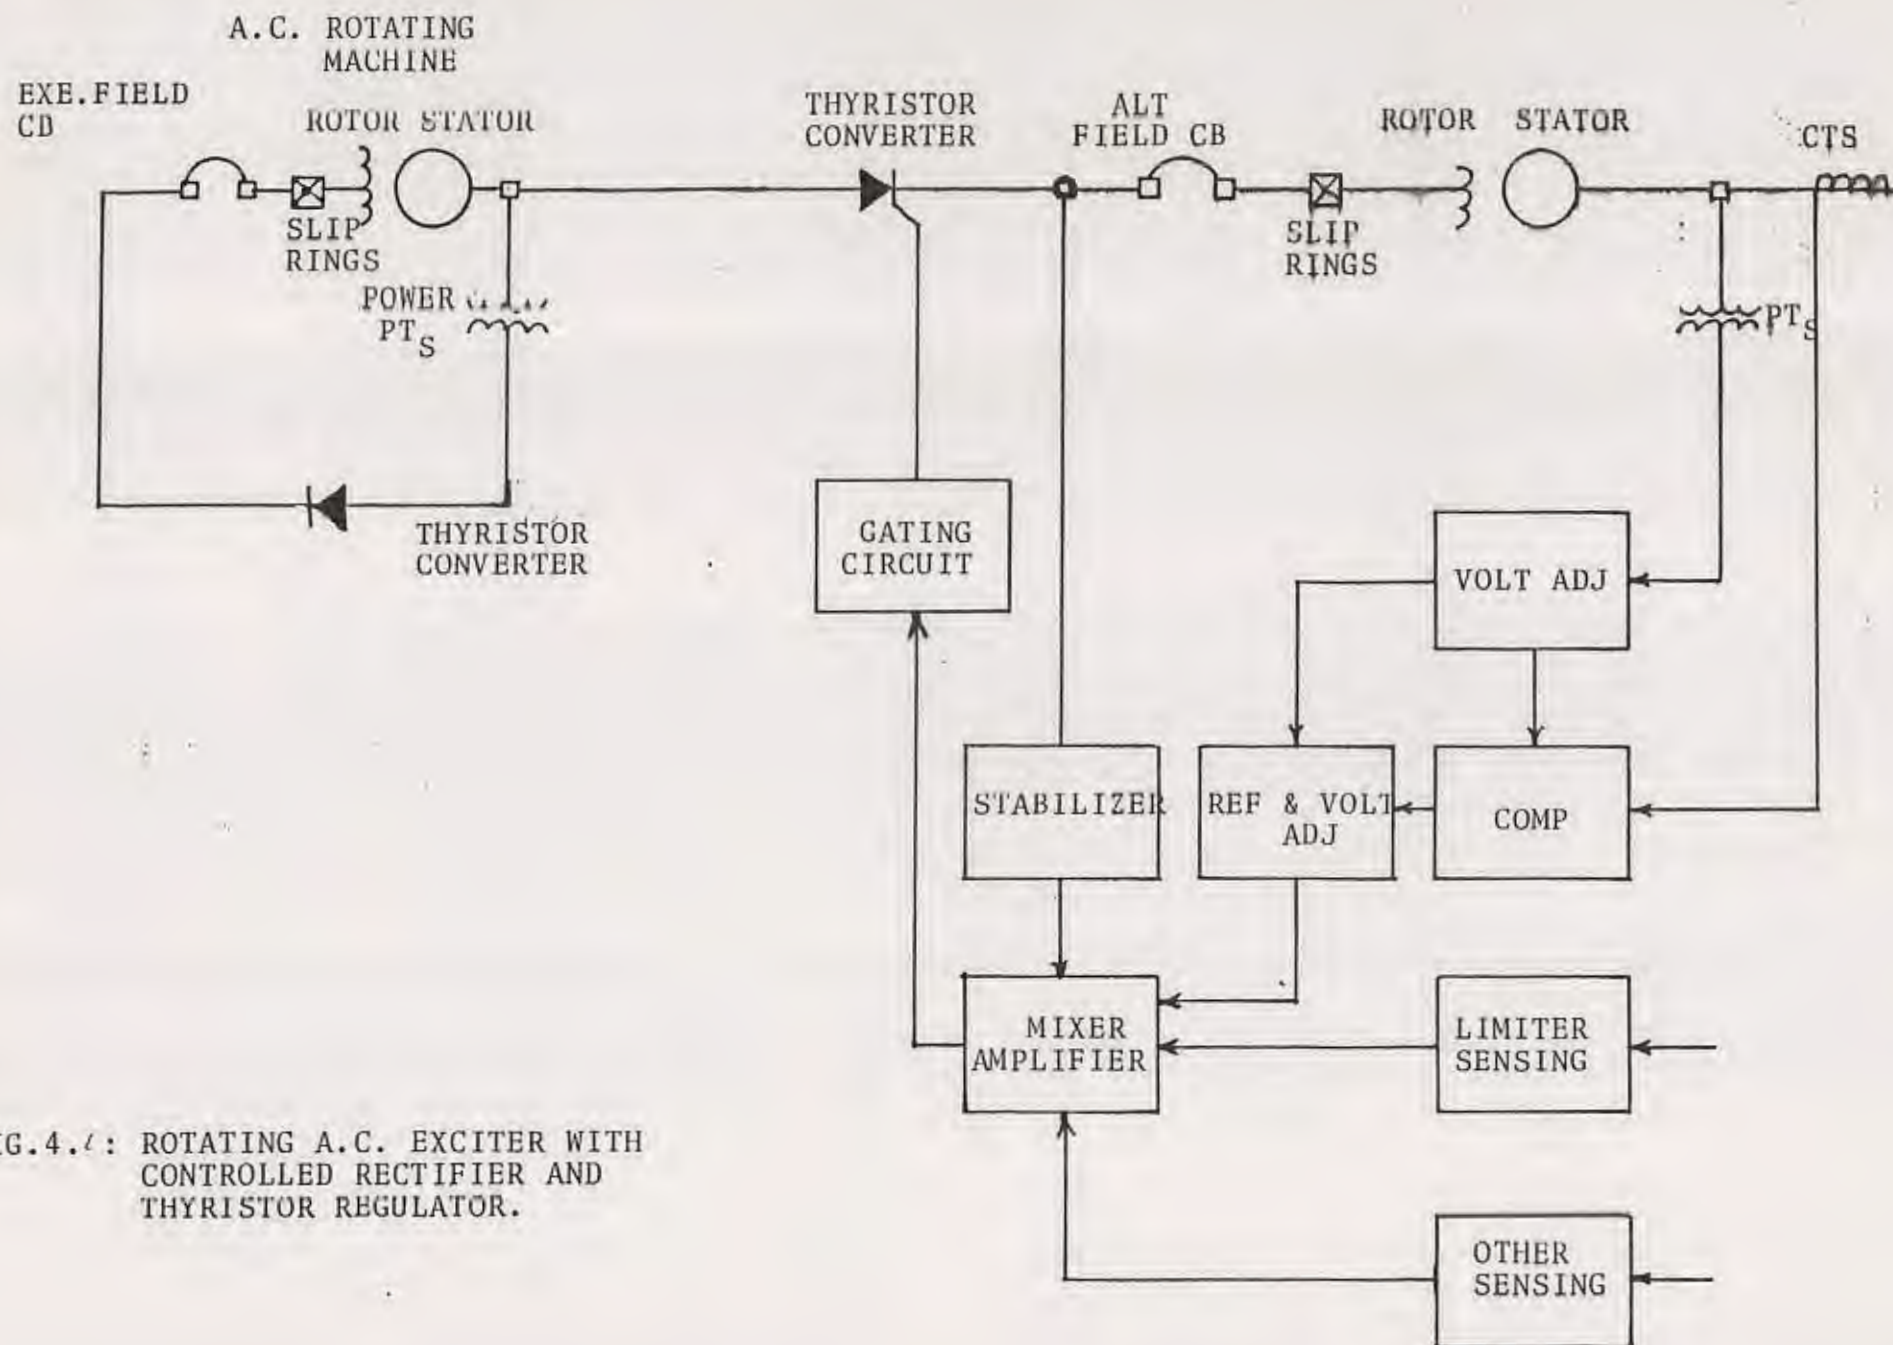 A.C. ROTATING
MACHINE
EXE.FIELD
CD
ROTOR STATOR
SLIP
RINGS
POWER
PTS
THYRISTOR
CONVERTER
THYRISTOR
CONVERTER
ALT
FIELD CB
SLIP
RINGS
ROTOR STATOR
CTS
PTS
GATING
CIRCUIT
VOLT ADJ
STABILIZER
REF & VOLT
ADJ
COMP
MIXER
AMPLIFIER
LIMITER
SENSING
OTHER
SENSING
ROTATING A.C. EXCITER WITH
CONTROLLED RECTIFIER AND
THYRISTOR REGULATOR.